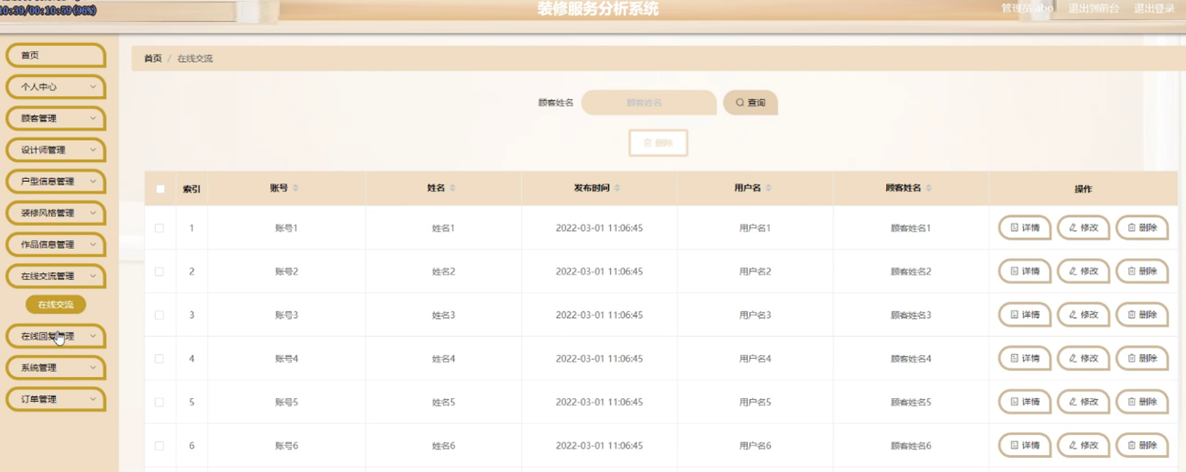 10:39/00:10:59(96%)
装修服务分析系统
管理员 abo 退出到前台 退出登录
首页
个人中心
顾客管理
设计师管理
户型信息管理
装修风格管理
作品信息管理
在线交流管理
在线交流
在线回复管理
系统管理
订单管理
首页 / 在线交流
顾客姓名 顾客姓名 查询
删除
索引 账号 姓名 发布时间 用户名 顾客姓名 操作
1 账号1 姓名1 2022-03-01 11:06:45 用户名1 顾客姓名1 详情 修改 删除
2 账号2 姓名2 2022-03-01 11:06:45 用户名2 顾客姓名2 详情 修改 删除
3 账号3 姓名3 2022-03-01 11:06:45 用户名3 顾客姓名3 详情 修改 删除
4 账号4 姓名4 2022-03-01 11:06:45 用户名4 顾客姓名4 详情 修改 删除
5 账号5 姓名5 2022-03-01 11:06:45 用户名5 顾客姓名5 详情 修改 删除
6 账号6 姓名6 2022-03-01 11:06:45 用户名6 顾客姓名6 详情 修改 删除